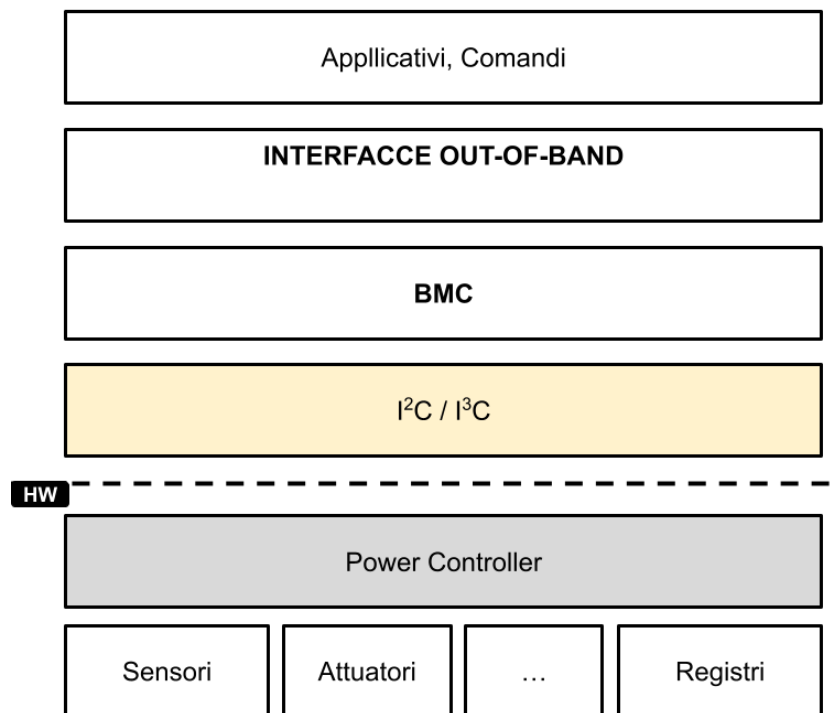 Appllicativi, Comandi
INTERFACCE OUT-OF-BAND
BMC
I²C / I³C
HW
Power Controller
Sensori
Attuatori
…
Registri